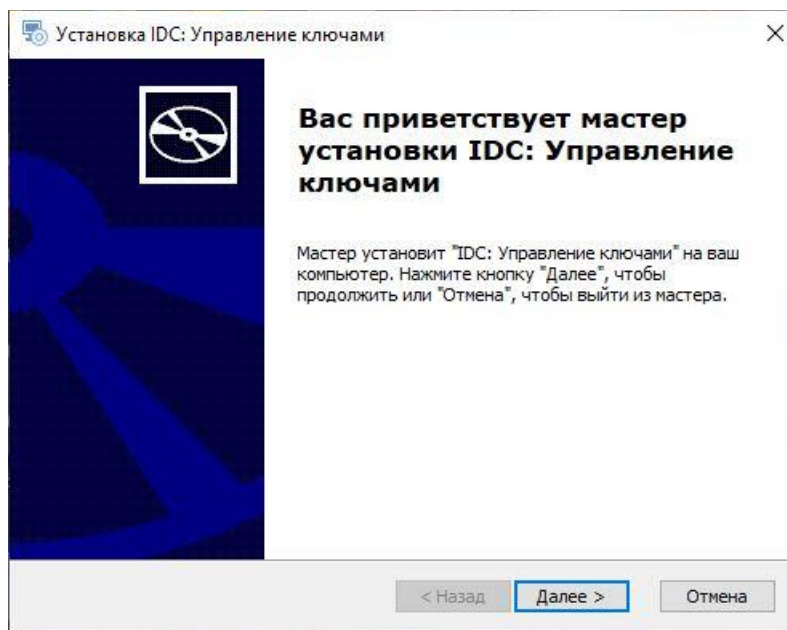 Установка IDC: Управление ключами
Вас приветствует мастер
установки IDC: Управление
ключами
Мастер установит "IDC: Управление ключами" на ваш
компьютер. Нажмите кнопку "Далее", чтобы
продолжить или "Отмена", чтобы выйти из мастера.
< Назад
Далее >
Отмена